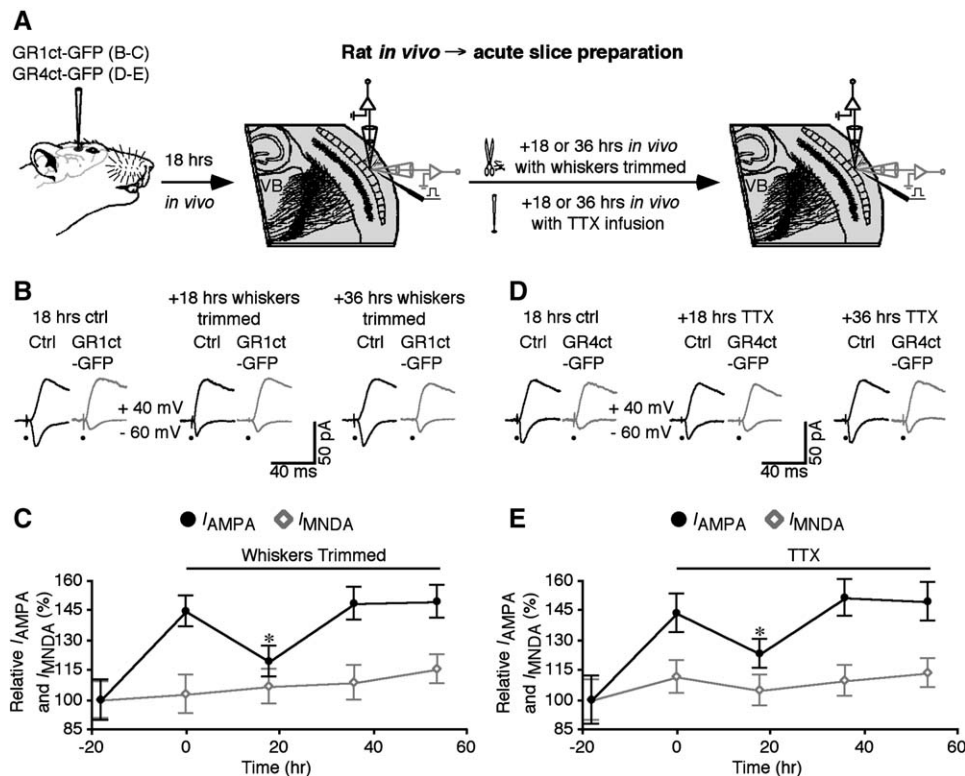 A
GR1ct-GFP (B-C)
GR4ct-GFP (D-E)
Rat in vivo → acute slice preparation
18 hrs
in vivo
VB
+18 or 36 hrs in vivo
with whiskers trimmed
+18 or 36 hrs in vivo
with TTX infusion
VB
B
18 hrs ctrl
+18 hrs whiskers
trimmed
+36 hrs whiskers
trimmed
Ctrl
GR1ct
-GFP
Ctrl
GR1ct
-GFP
Ctrl
GR1ct
-GFP
+ 40 mV
- 60 mV
50 pA
40 ms
D
18 hrs ctrl
+18 hrs TTX
+36 hrs TTX
Ctrl
GR4ct
-GFP
Ctrl
GR4ct
-GFP
Ctrl
GR4ct
-GFP
+ 40 mV
- 60 mV
50 pA
40 ms
C
IAMPA
IMNDA
Whiskers Trimmed
Relative IAMPA
and IMNDA (%)
160
145
130
115
100
85
*
-20
0
20
40
60
Time (hr)
E
IAMPA
IMNDA
TTX
Relative IAMPA
and IMNDA (%)
160
145
130
115
100
85
*
-20
0
20
40
60
Time (hr)